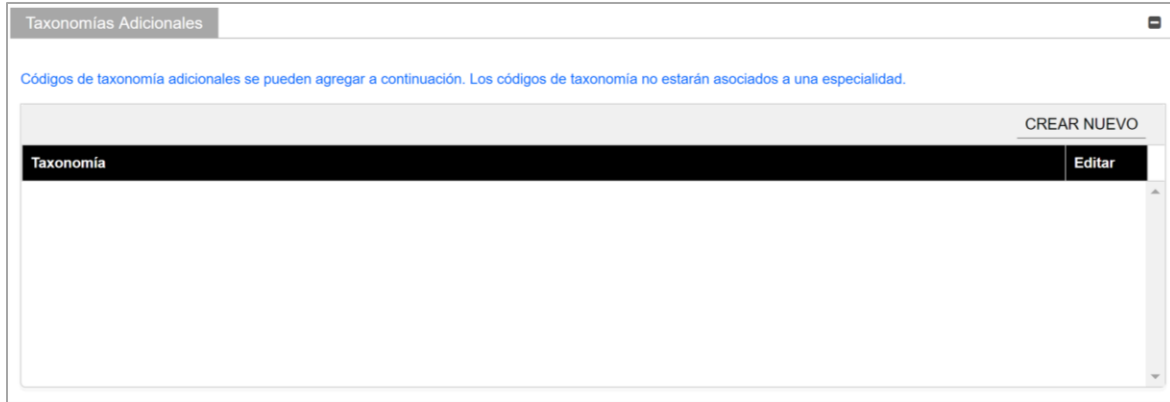 Taxonomías Adicionales
Códigos de taxonomía adicionales se pueden agregar a continuación. Los códigos de taxonomía no estarán asociados a una especialidad.
CREAR NUEVO
Taxonomía Editar